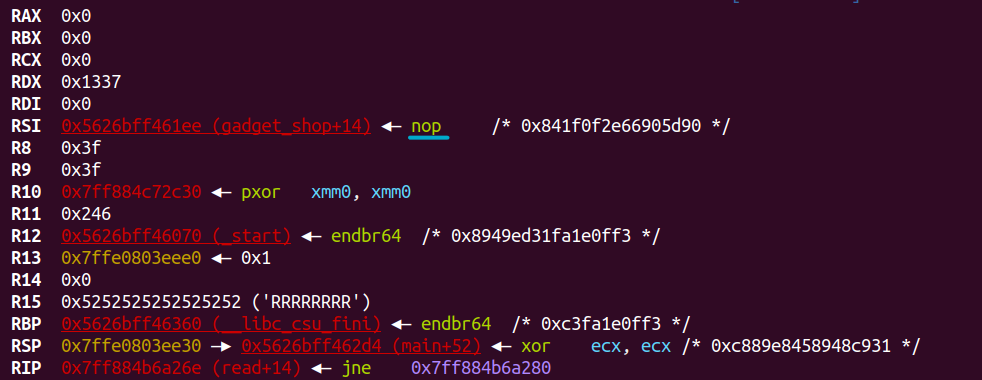 RAX 0x0
RBX 0x0
RCX 0x0
RDX 0x1337
RDI 0x0
RSI 0x5626bff461ee (gadget_shop+14) ◂— nop /* 0x841f0f2e66905d90 */
R8 0x3f
R9 0x3f
R10 0x7ff884c72c30 ◂— pxor xmm0, xmm0
R11 0x246
R12 0x5626bff46070 (_start) ◂— endbr64 /* 0x8949ed31fa1e0ff3 */
R13 0x7ffe0803eee0 ◂— 0x1
R14 0x0
R15 0x5252525252525252 ('RRRRRRRR')
RBP 0x5626bff46360 (__libc_csu_fini) ◂— endbr64 /* 0xc3fa1e0ff3 */
RSP 0x7ffe0803ee30 —▸ 0x5626bff462d4 (main+52) ◂— xor ecx, ecx /* 0xc889e8458948c931 */
RIP 0x7ff884b6a26e (read+14) ◂— jne 0x7ff884b6a280